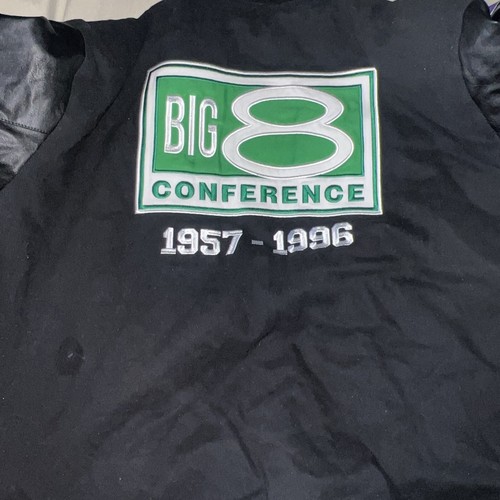 BIG 8
CONFERENCE
1957 - 1996